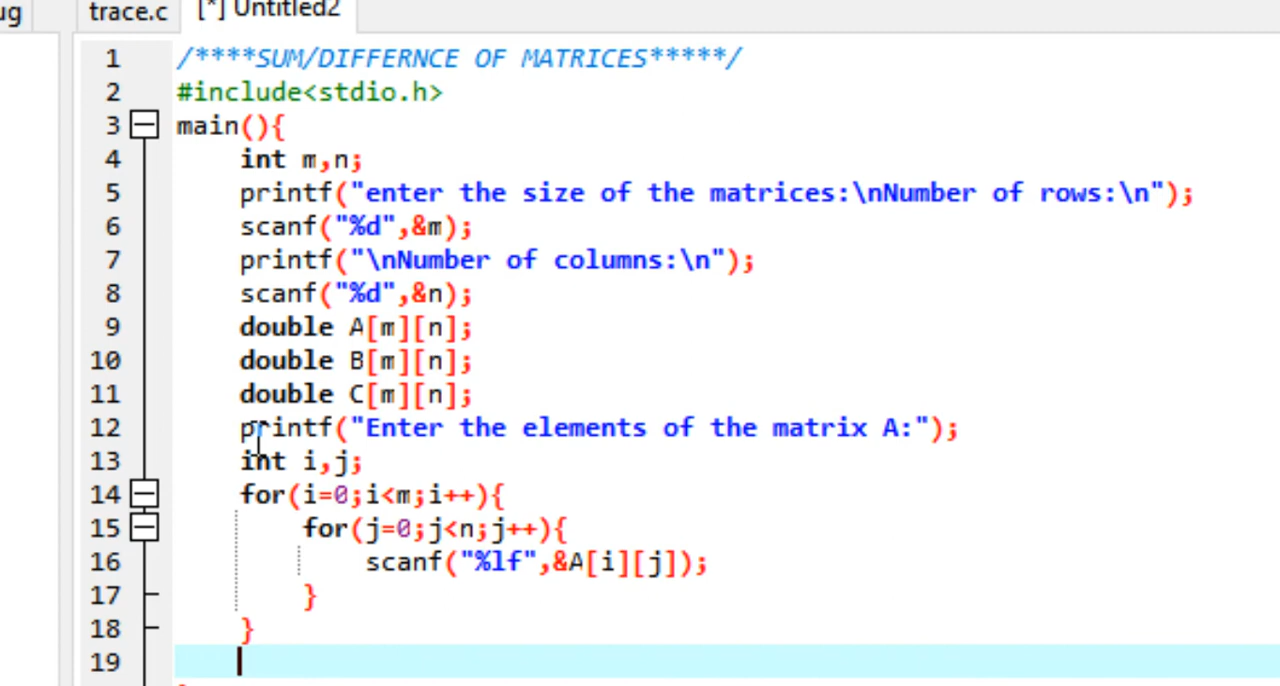 ug trace.c [*] Untitled2
1 /****SUM/DIFFERNCE OF MATRICES*****/
2 #include<stdio.h>
3 main(){
4 int m,n;
5 printf("enter the size of the matrices:\nNumber of rows:\n");
6 scanf("%d",&m);
7 printf("\nNumber of columns:\n");
8 scanf("%d",&n);
9 double A[m][n];
10 double B[m][n];
11 double C[m][n];
12 printf("Enter the elements of the matrix A:");
13 int i,j;
14 for(i=0;i<m;i++){
15 for(j=0;j<n;j++){
16 scanf("%lf",&A[i][j]);
17 }
18 }
19